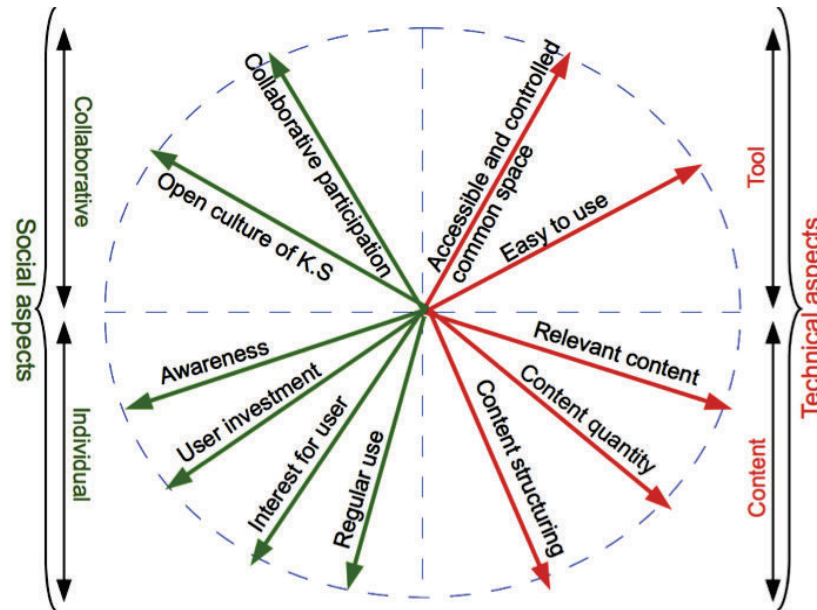 Social aspects
Collaborative
Individual
Collaborative participation
Open culture of K.S
Awareness
User investment
Interest for user
Regular use
Accessible and controlled
common space
Easy to use
Relevant content
Content quantity
Content structuring
Tool
Content
Technical aspects